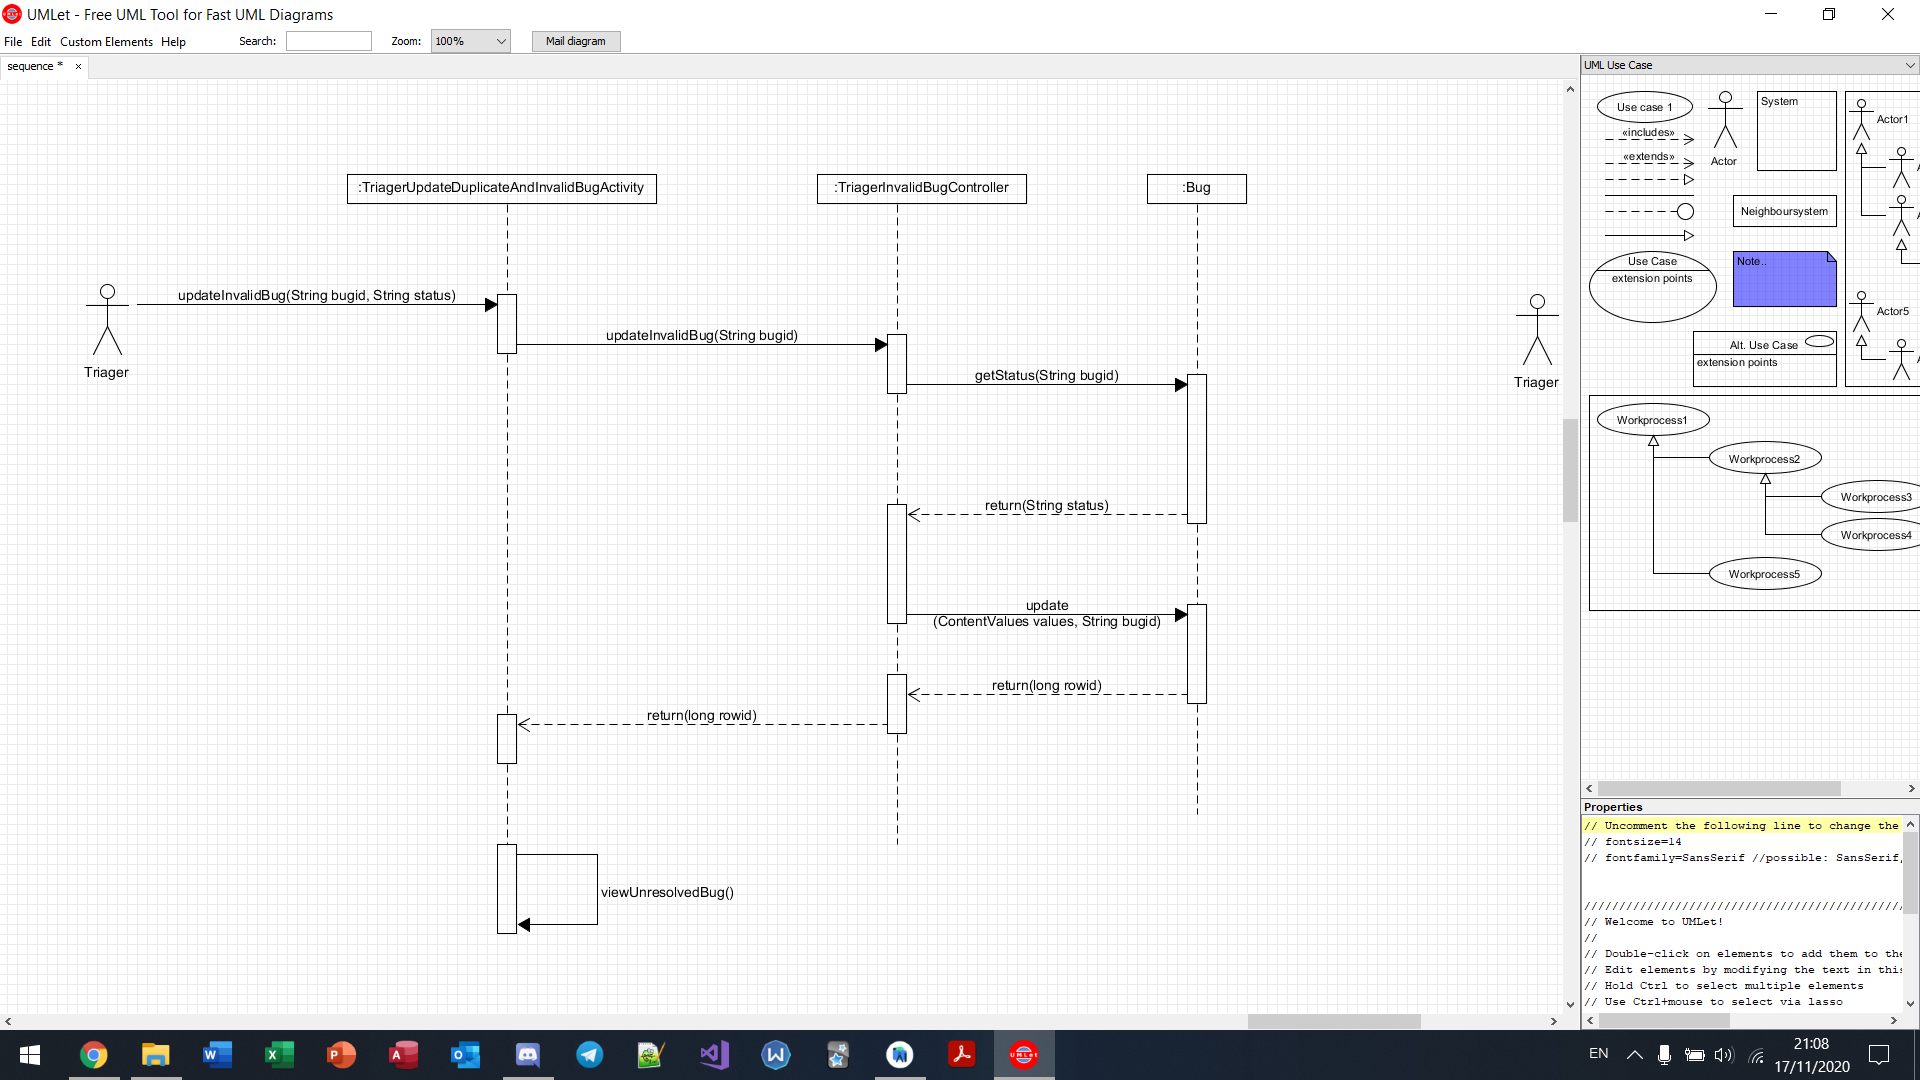 UMLet - Free UML Tool for Fast UML Diagrams
File Edit Custom Elements Help Search: Zoom: 100% Mail diagram
sequence *
UML Use Case
:TriagerUpdateDuplicateAndInvalidBugActivity
:TriagerInvalidBugController
:Bug
updateInvalidBug(String bugid, String status)
Triager
updateInvalidBug(String bugid)
getStatus(String bugid)
return(String status)
update
(ContentValues values, String bugid)
return(long rowid)
return(long rowid)
viewUnresolvedBug()
Triager
Use case 1
«includes»
«extends»
Actor
System
Actor1
Neighboursystem
Use Case
extension points
Note..
Actor5
Alt. Use Case
extension points
Workprocess1
Workprocess2
Workprocess3
Workprocess4
Workprocess5
Properties
// Uncomment the following line to change the
// fontsize=14
// fontfamily=SansSerif //possible: SansSerif,
//////////////////////////////////////////////
// Welcome to UMLet!
//
// Double-click on elements to add them to the
// Edit elements by modifying the text in this
// Hold Ctrl to select multiple elements
// Use Ctrl+mouse to select via lasso
EN
21:08
17/11/2020